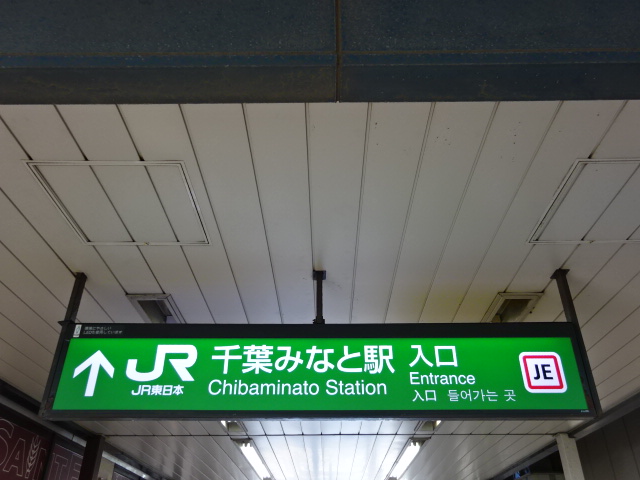 JR
JR東日本
千葉みなと駅
Chibaminato Station
入口
Entrance
入口 들어가는 곳
JE